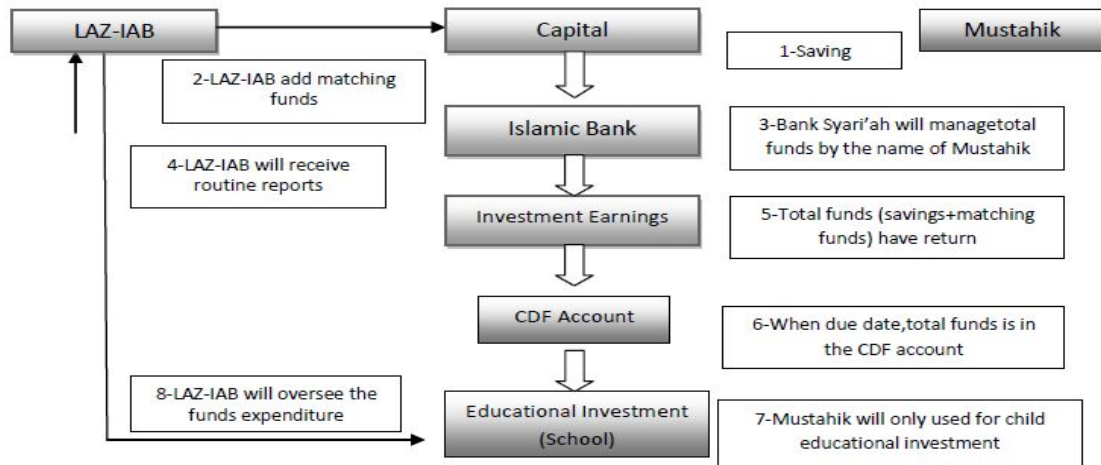 LAZ-IAB
Capital
Mustahik
1-Saving
2-LAZ-IAB add matching
funds
Islamic Bank
3-Bank Syari'ah will managetotal
funds by the name of Mustahik
4-LAZ-IAB will receive
routine reports
Investment Earnings
5-Total funds (savings+matching
funds) have return
CDF Account
6-When due date,total funds is in
the CDF account
8-LAZ-IAB will oversee the
funds expenditure
Educational Investment
(School)
7-Mustahik will only used for child
educational investment